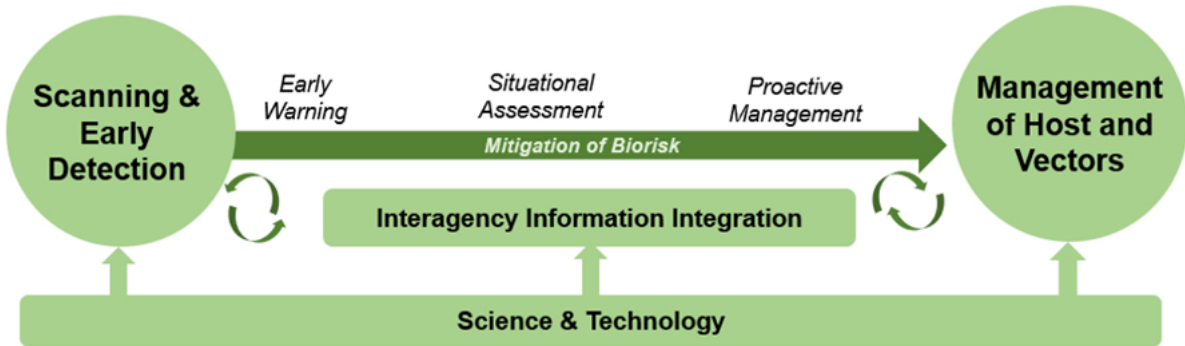 Scanning &
Early
Detection
Early
Warning
Situational
Assessment
Proactive
Management
Mitigation of Biorisk
Management
of Host and
Vectors
Interagency Information Integration
Science & Technology